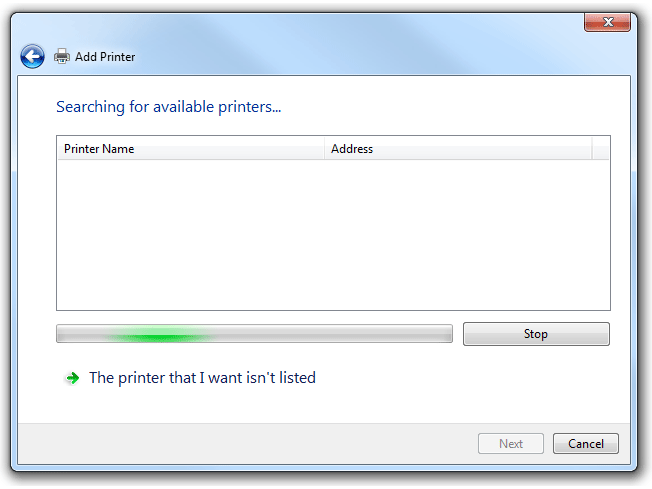 Add Printer
Searching for available printers...
Printer Name Address
Stop
The printer that I want isn't listed
Next Cancel